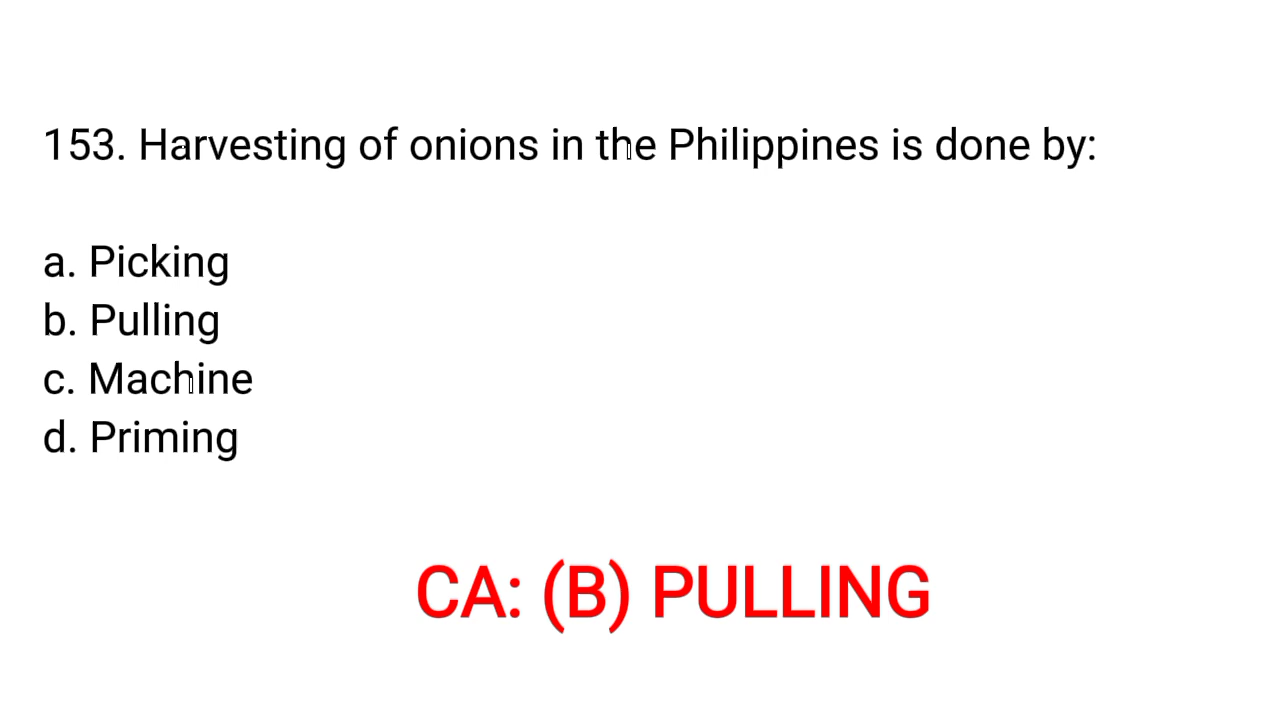 153. Harvesting of onions in the Philippines is done by:
a. Picking
b. Pulling
c. Machine
d. Priming
CA: (B) PULLING